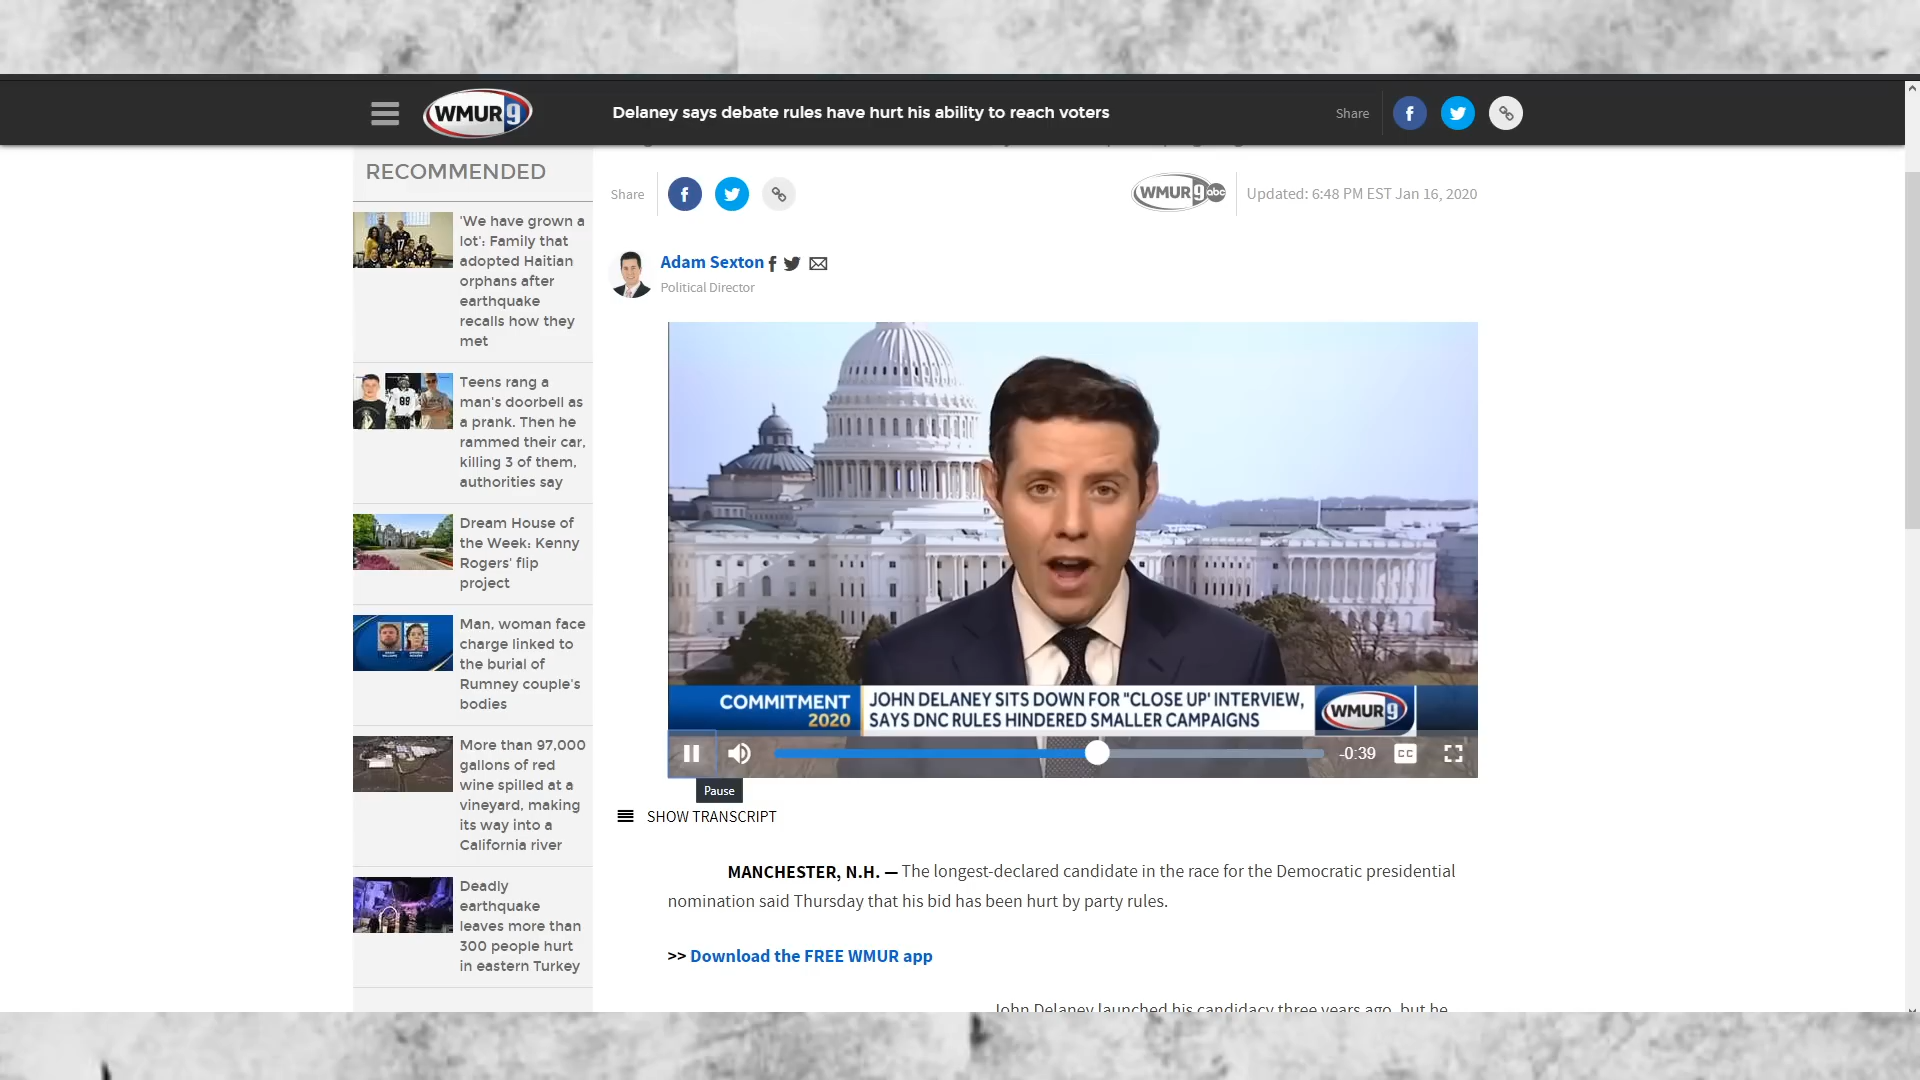 WMUR 9
Delaney says debate rules have hurt his ability to reach voters
Share
RECOMMENDED
'We have grown a
lot': Family that
adopted Haitian
orphans after
earthquake
recalls how they
met
Teens rang a
man's doorbell as
a prank. Then he
rammed their car,
killing 3 of them,
authorities say
Dream House of
the Week: Kenny
Rogers' flip
project
Man, woman face
charge linked to
the burial of
Rumney couple's
bodies
More than 97,000
gallons of red
wine spilled at a
vineyard, making
its way into a
California river
Deadly
earthquake
leaves more than
300 people hurt
in eastern Turkey
Share
WMUR 9 abc
Updated: 6:48 PM EST Jan 16, 2020
Adam Sexton
Political Director
COMMITMENT
2020
JOHN DELANEY SITS DOWN FOR "CLOSE UP' INTERVIEW,
SAYS DNC RULES HINDERED SMALLER CAMPAIGNS
WMUR 9
-0:39
CC
Pause
SHOW TRANSCRIPT
MANCHESTER, N.H. — The longest-declared candidate in the race for the Democratic presidential
nomination said Thursday that his bid has been hurt by party rules.
>> Download the FREE WMUR app
John Delaney launched his candidacy three years ago, but he